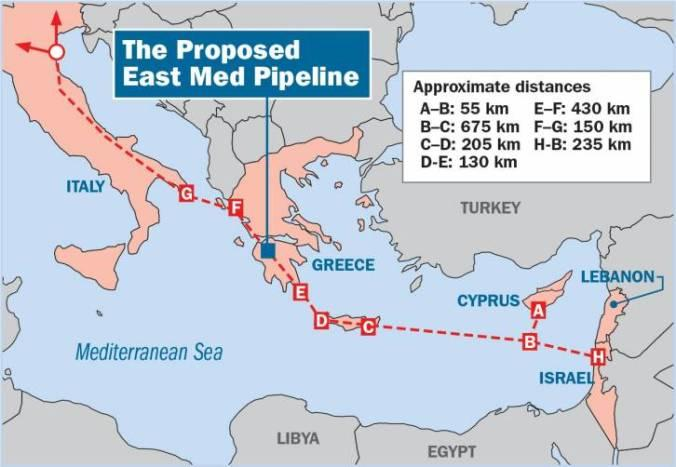 The Proposed
East Med Pipeline
Approximate distances
A–B: 55 km E–F: 430 km
B–C: 675 km F–G: 150 km
C–D: 205 km H-B: 235 km
D-E: 130 km
ITALY
G
F
TURKEY
GREECE
LEBANON
E
CYPRUS
A
D
C
B
Mediterranean Sea
H
ISRAEL
LIBYA
EGYPT